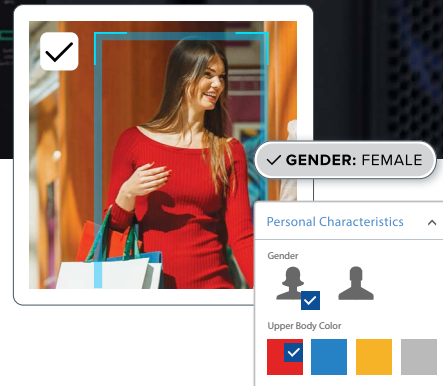 GENDER: FEMALE
Personal Characteristics
Gender
Upper Body Color